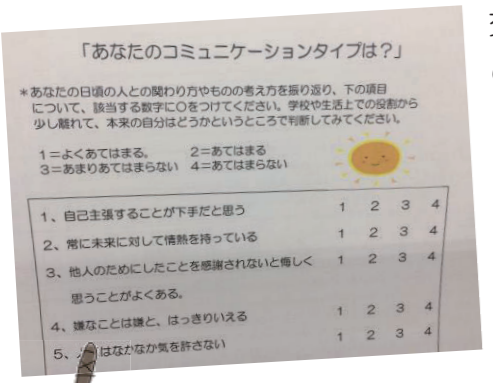 「あなたのコミュニケーションタイプは？」
＊あなたの日頃の人との関わり方やものの考え方を振り返り、下の項目
について、該当する数字に○をつけてください。学校や生活上での役割から
少し離れて、本来の自分はどうかというところで判断してみてください。
1＝よくあてはまる。 2＝あてはまる
3＝あまりあてはまらない 4＝あてはまらない
1、自己主張することが下手だと思う 1 2 3 4
2、常に未来に対して情熱を持っている 1 2 3 4
3、他人のためにしたことを感謝されないと悔しく 1 2 3 4
思うことがよくある。
4、嫌なことは嫌と、はっきりいえる 1 2 3 4
5、はなかなか気を許さない 1 2 3 4